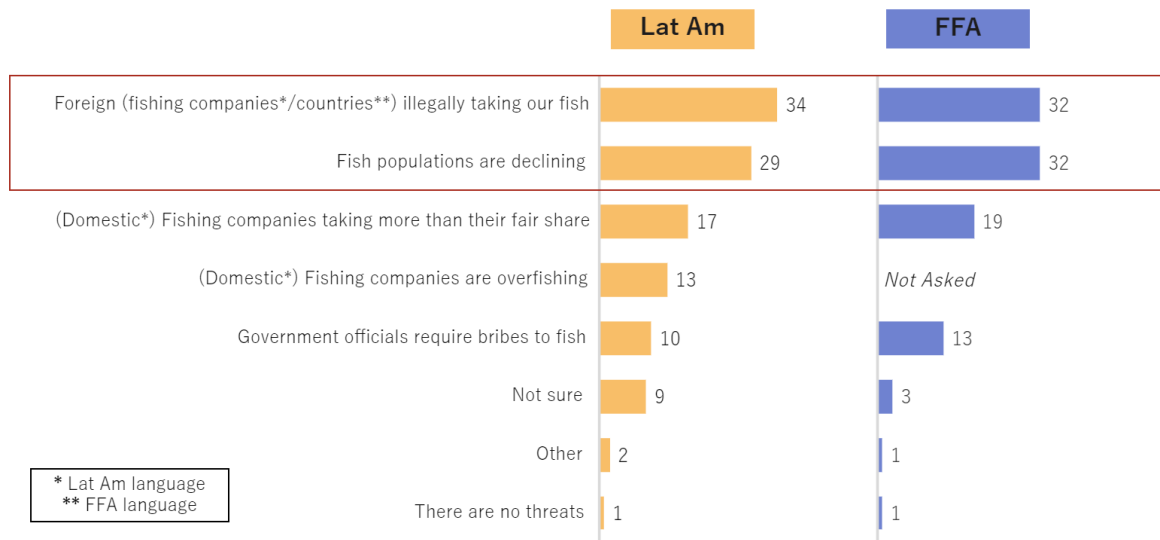 Lat Am FFA
Foreign (fishing companies*/countries**) illegally taking our fish 34 32
Fish populations are declining 29 32
(Domestic*) Fishing companies taking more than their fair share 17 19
(Domestic*) Fishing companies are overfishing 13 Not Asked
Government officials require bribes to fish 10 13
Not sure 9 3
Other 2 1
There are no threats 1 1
* Lat Am language
** FFA language